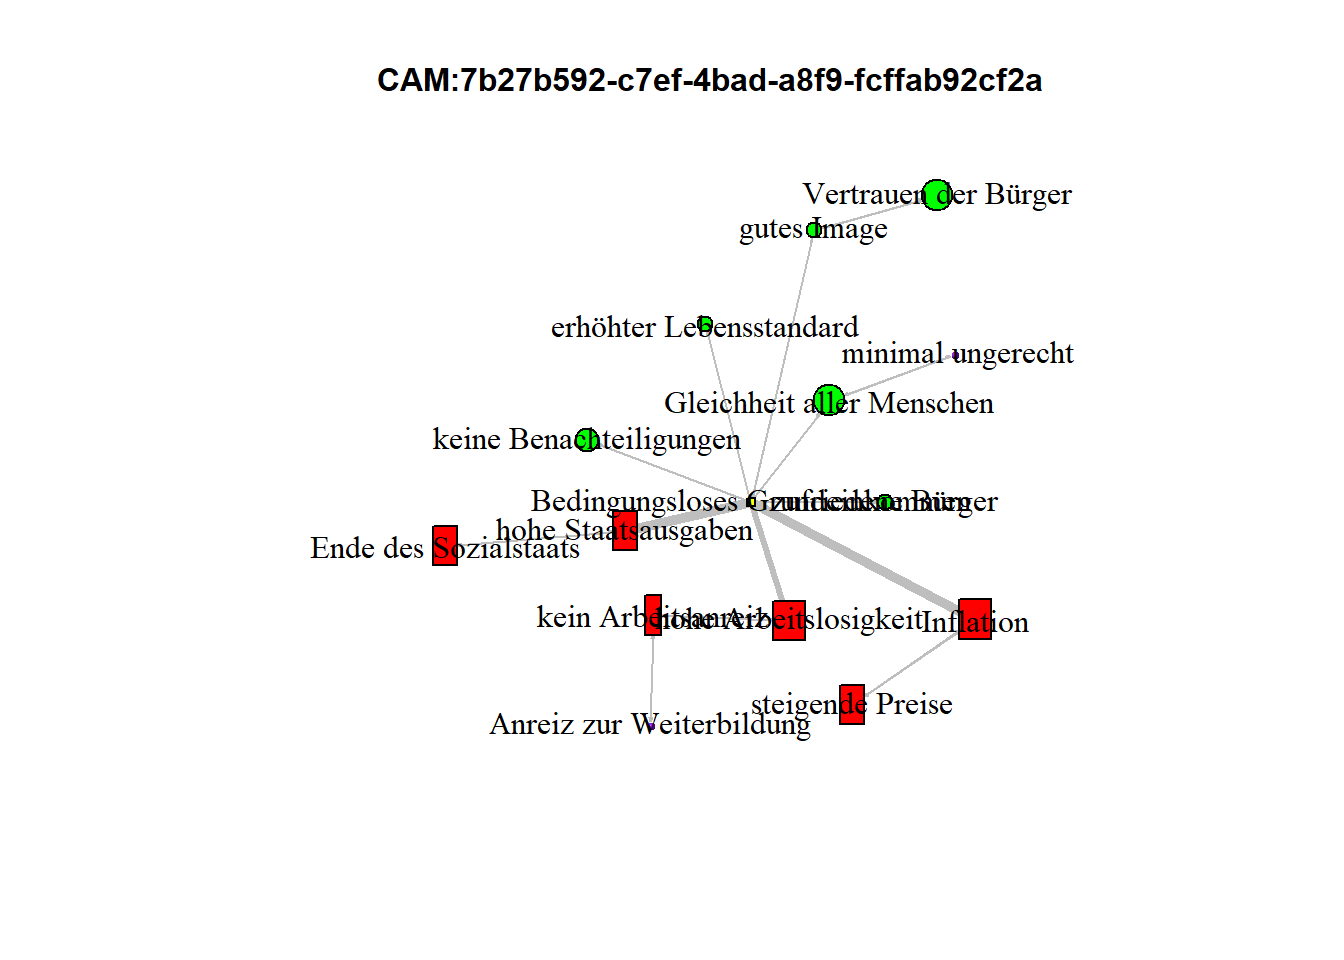 CAM:7b27b592-c7ef-4bad-a8f9-fcffab92cf2a
Vertrauen der Bürger
gutes Image
erhöhter Lebensstandard
minimal ungerecht
Gleichheit aller Menschen
keine Benachteiligungen
Bedingungsloses Grundeinkommen
zufriedene Bürger
hohe Staatsausgaben
Ende des Sozialstaats
kein Arbeitsanreiz
hohe Arbeitslosigkeit
Inflation
steigende Preise
Anreiz zur Weiterbildung